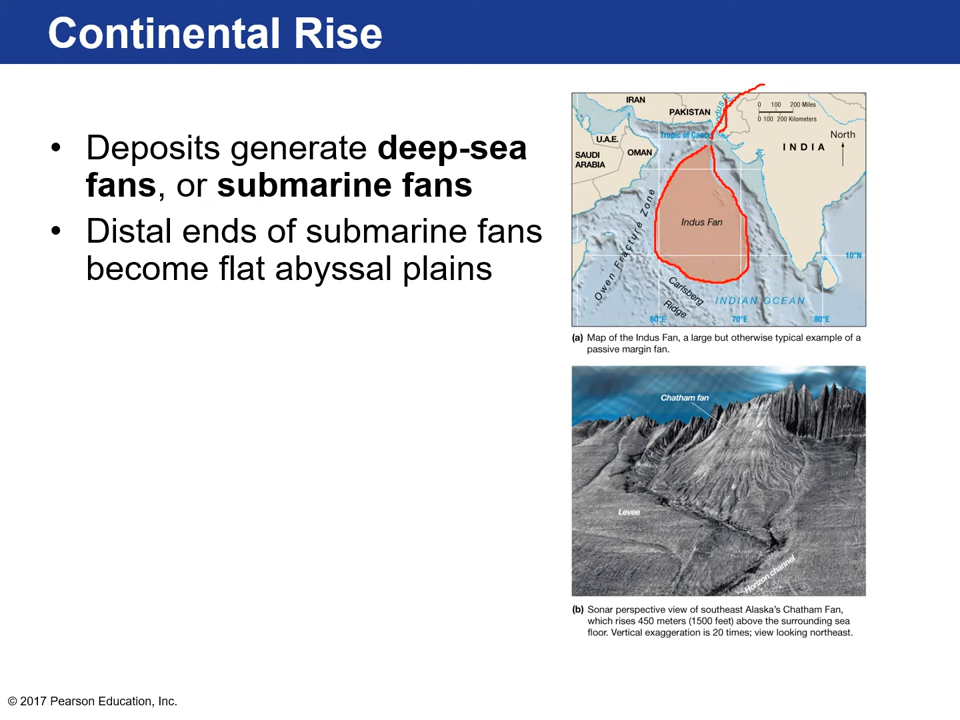 Continental Rise
• Deposits generate deep-sea
fans, or submarine fans
• Distal ends of submarine fans
become flat abyssal plains
IRAN
PAKISTAN
0 100 200 Miles
0 100 200 Kilometers
North
U.A.E.
Tropic of
OMAN
SAUDI
ARABIA
INDIA
Indus Fan
Owen Fracture Zone
10°N
Carlsberg
Ridge
INDIAN OCEAN
60°E
70°E
80°E
(a) Map of the Indus Fan, a large but otherwise typical example of a
passive margin fan.
Chatham fan
Levee
Horizon channel
(b) Sonar perspective view of southeast Alaska's Chatham Fan,
which rises 450 meters (1500 feet) above the surrounding sea
floor. Vertical exaggeration is 20 times; view looking northeast.
© 2017 Pearson Education, Inc.